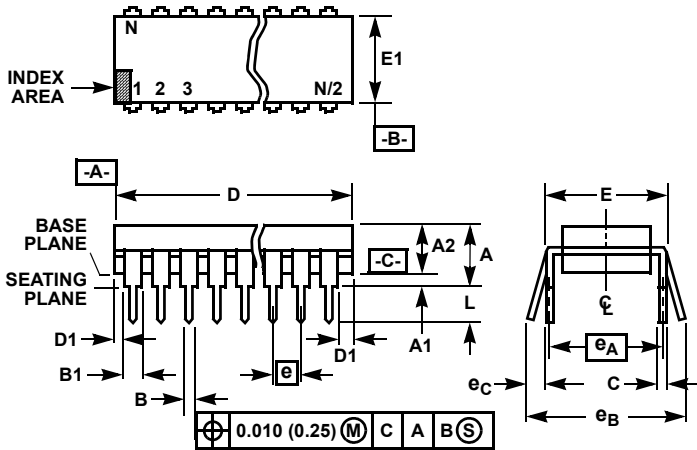 N
INDEX
AREA
1 2 3 N/2
E1
-B-
-A-
D
E
BASE
PLANE
A2 A
-C-
SEATING
PLANE
L
C
L
D1 A1 D1
e
eA
B1
B
eC C
eB
0.010 (0.25) M C A B S